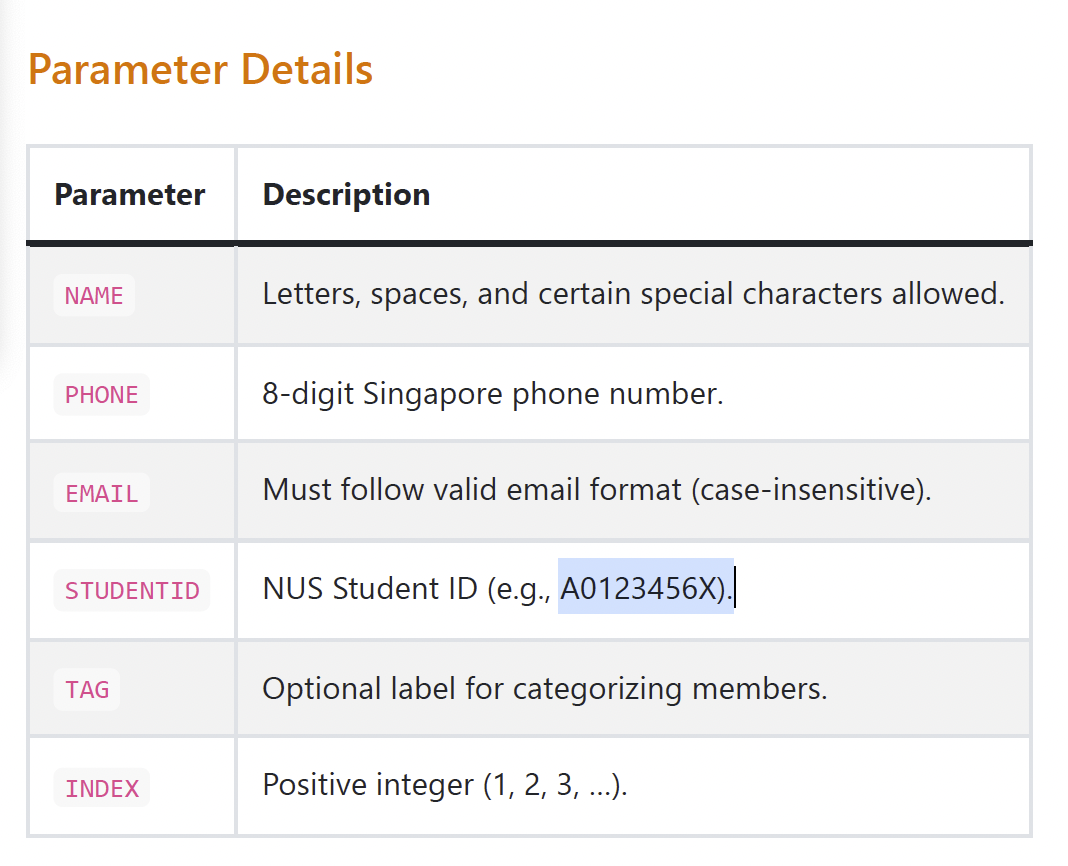 Parameter Details
Parameter Description
NAME Letters, spaces, and certain special characters allowed.
PHONE 8-digit Singapore phone number.
EMAIL Must follow valid email format (case-insensitive).
STUDENTID NUS Student ID (e.g., A0123456X).
TAG Optional label for categorizing members.
INDEX Positive integer (1, 2, 3, …).